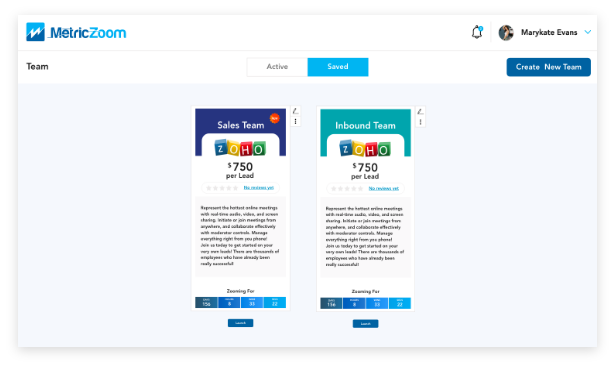 MetricZoom
Marykate Evans
Team
Active
Saved
Create New Team
Sales Team
ZOHO
$750
per Lead
No reviews yet
Represent the hottest online meetings
with real-time audio, video, and screen
sharing. Initiate or join meetings from
anywhere, and collaborate effectively
with moderator controls. Manage
everything right from you phone!
Join us today to get started on your
very own leads! There are thousands of
employees who have already been
really successful!
Zooming For
156 8 33 22
Inbound Team
ZOHO
$750
per Lead
No reviews yet
Represent the hottest online meetings
with real-time audio, video, and screen
sharing. Initiate or join meetings from
anywhere, and collaborate effectively
with moderator controls. Manage
everything right from you phone!
Join us today to get started on your
very own leads! There are thousands of
employees who have already been
really successful!
Zooming For
156 8 33 22